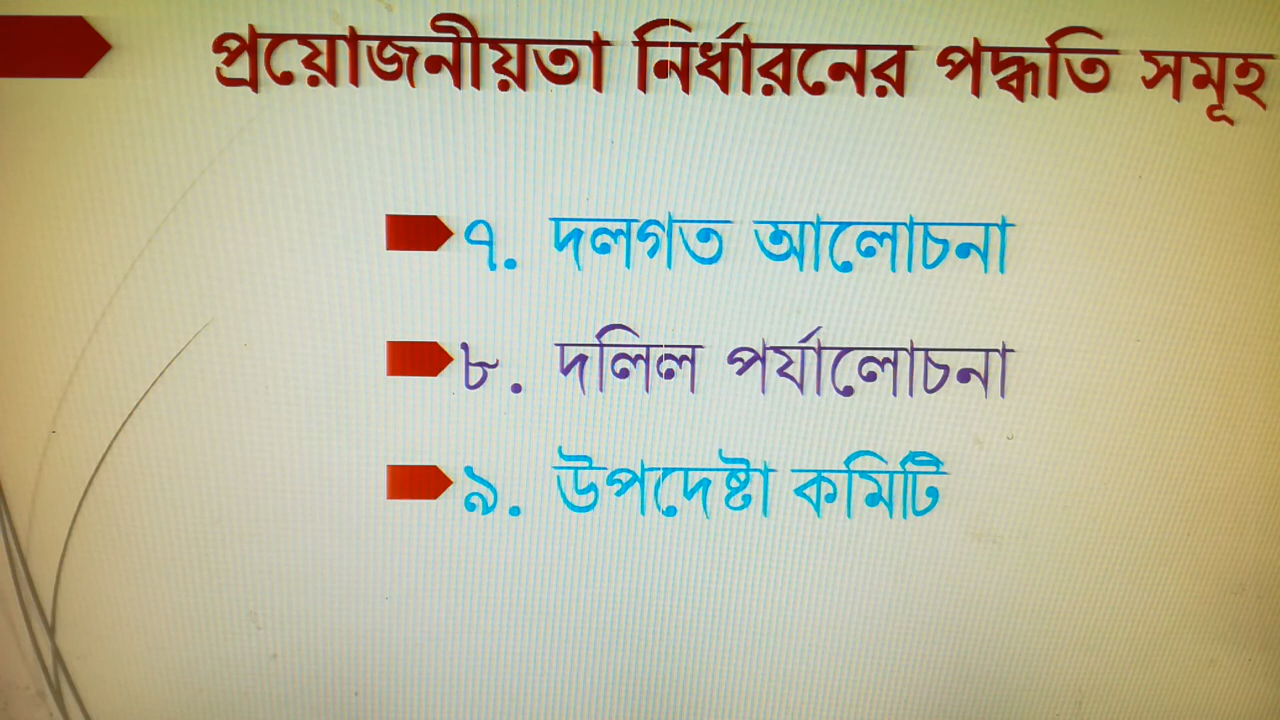 প্রয়োজনীয়তা নির্ধারনের পদ্ধতি সমূহ
৭. দলগত আলোচনা
৮. দলিল পর্যালোচনা
৯. উপদেষ্টা কমিটি